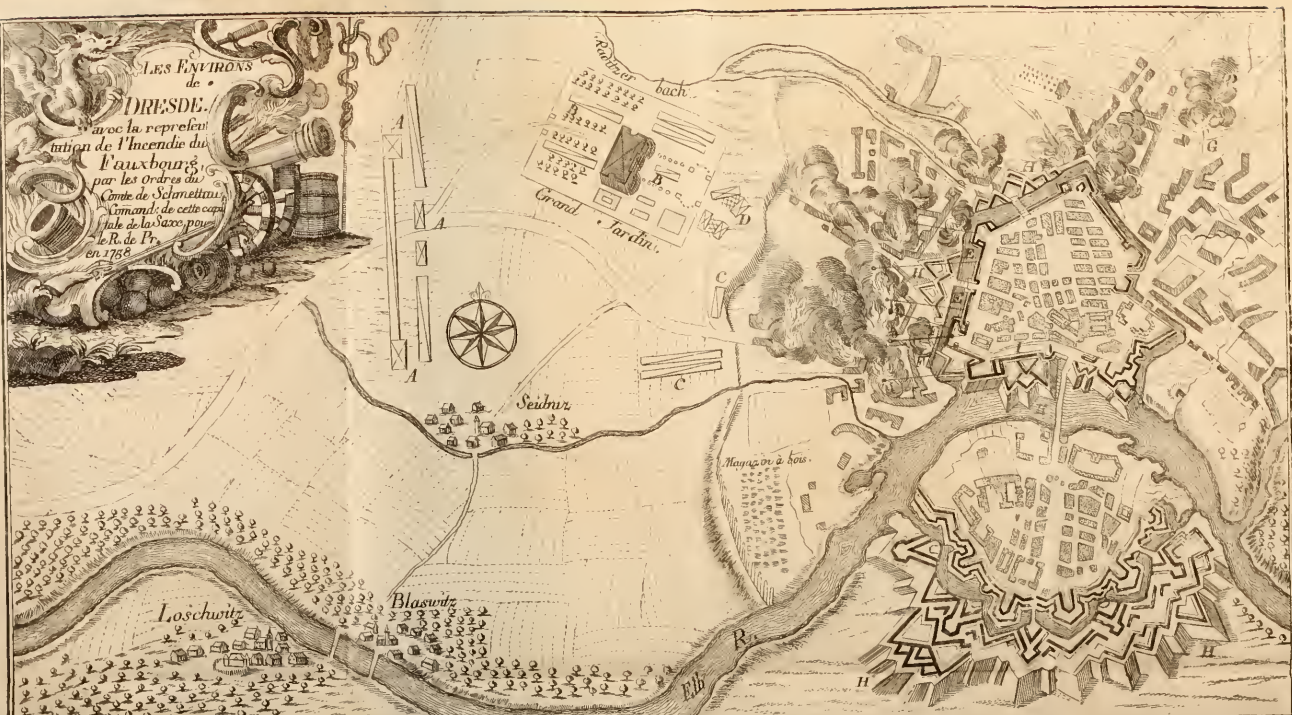 LES ENVIRONS
de
DRESDE.
avec la represen
tation de l'Incendie du
Fauxbourg,
par les Ordres du
Comte de Schmettau
Comand: de cette capi
tale de la Saxe, pour
le R. de Pr.
en 1758
A
A
A
bach
B
B
Grand Jardin
D
C
C
E
E
G
H
Seidniz
Magazin à bois.
Loschwitz
Blaswitz
Elb R.
H
H